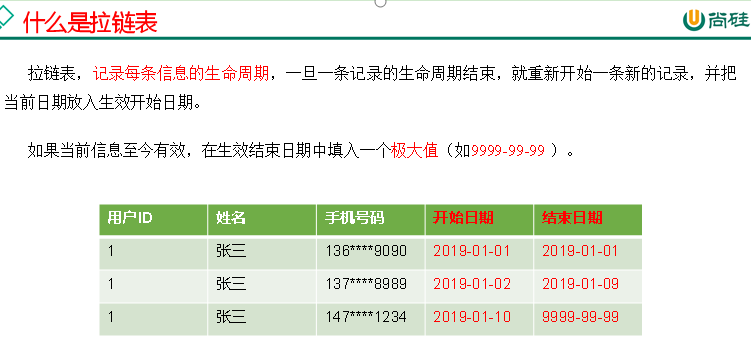 什么是拉链表
尚硅
拉链表，记录每条信息的生命周期，一旦一条记录的生命周期结束，就重新开始一条新的记录，并把
当前日期放入生效开始日期。
如果当前信息至今有效，在生效结束日期中填入一个极大值（如9999-99-99 ）。
用户ID 姓名 手机号码 开始日期 结束日期
1 张三 136****9090 2019-01-01 2019-01-01
1 张三 137****8989 2019-01-02 2019-01-09
1 张三 147****1234 2019-01-10 9999-99-99